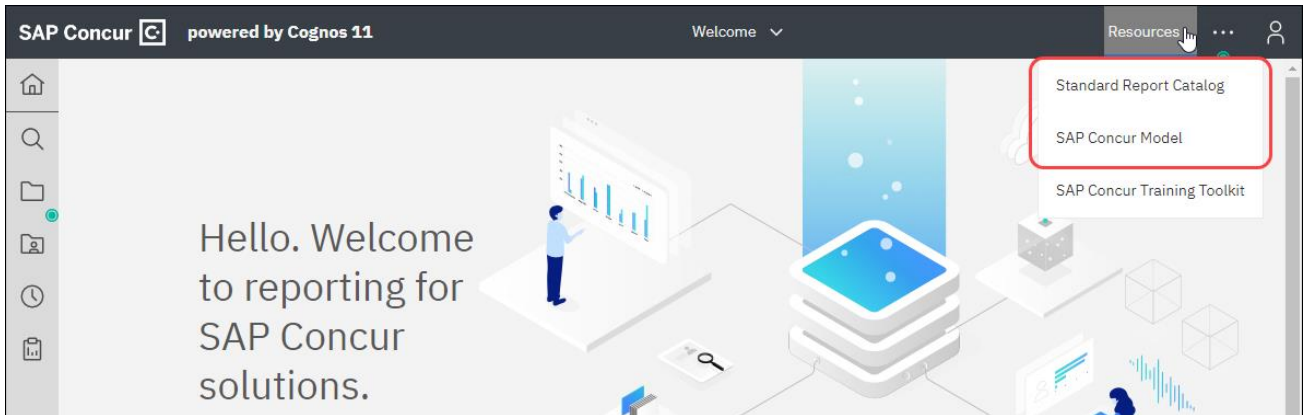 SAP Concur C powered by Cognos 11
Welcome
Resources
Standard Report Catalog
SAP Concur Model
SAP Concur Training Toolkit
Hello. Welcome
to reporting for
SAP Concur
solutions.